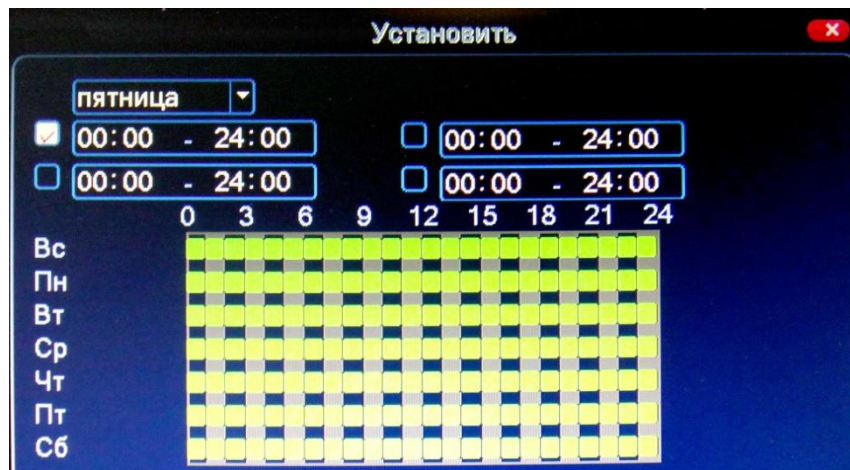 Установить
пятница
00:00 - 24:00 00:00 - 24:00
00:00 - 24:00 00:00 - 24:00
0 3 6 9 12 15 18 21 24
Вс
Пн
Вт
Ср
Чт
Пт
Сб